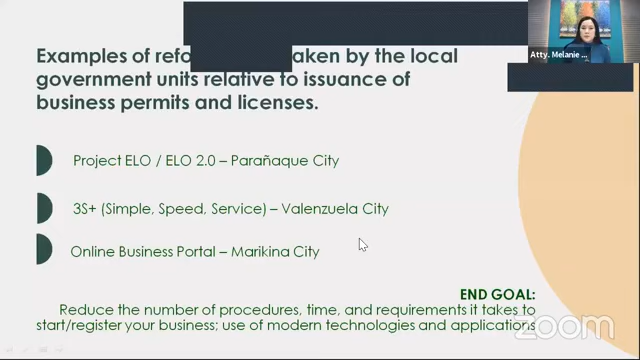 Examples of refo aken by the local
government units relative to issuance of
business permits and licenses.
Project ELO / ELO 2.0 – Parañaque City
3S+ (Simple, Speed, Service) – Valenzuela City
Online Business Portal – Marikina City
END GOAL:
Reduce the number of procedures, time, and requirements it takes to
start/register your business; use of modern technologies and applications
Atty. Melanie ...
zoom